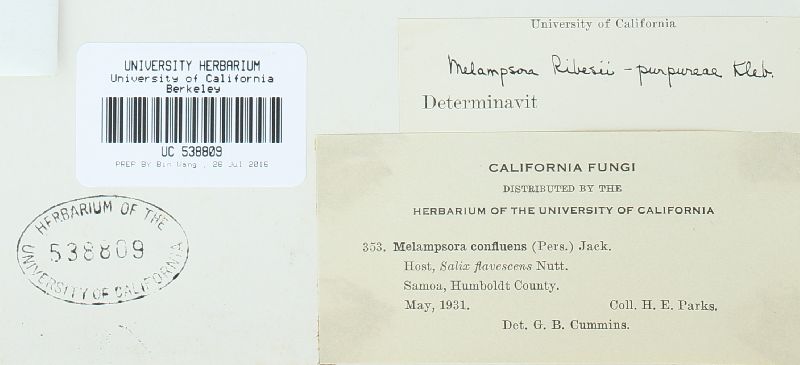 UNIVERSITY HERBARIUM
University of California
Berkeley
UC 538809
PREP BY Bin Wang , 26 Jul 2016
HERBARIUM OF THE
538809
UNIVERSITY OF CALIFORNIA
University of California
Melampsora Ribesii - purpureae Kleb.
Determinavit
CALIFORNIA FUNGI
DISTRIBUTED BY THE
HERBARIUM OF THE UNIVERSITY OF CALIFORNIA
353. Melampsora confluens (Pers.) Jack.
Host, Salix flavescens Nutt.
Samoa, Humboldt County.
May, 1931. Coll. H. E. Parks.
Det. G. B. Cummins.